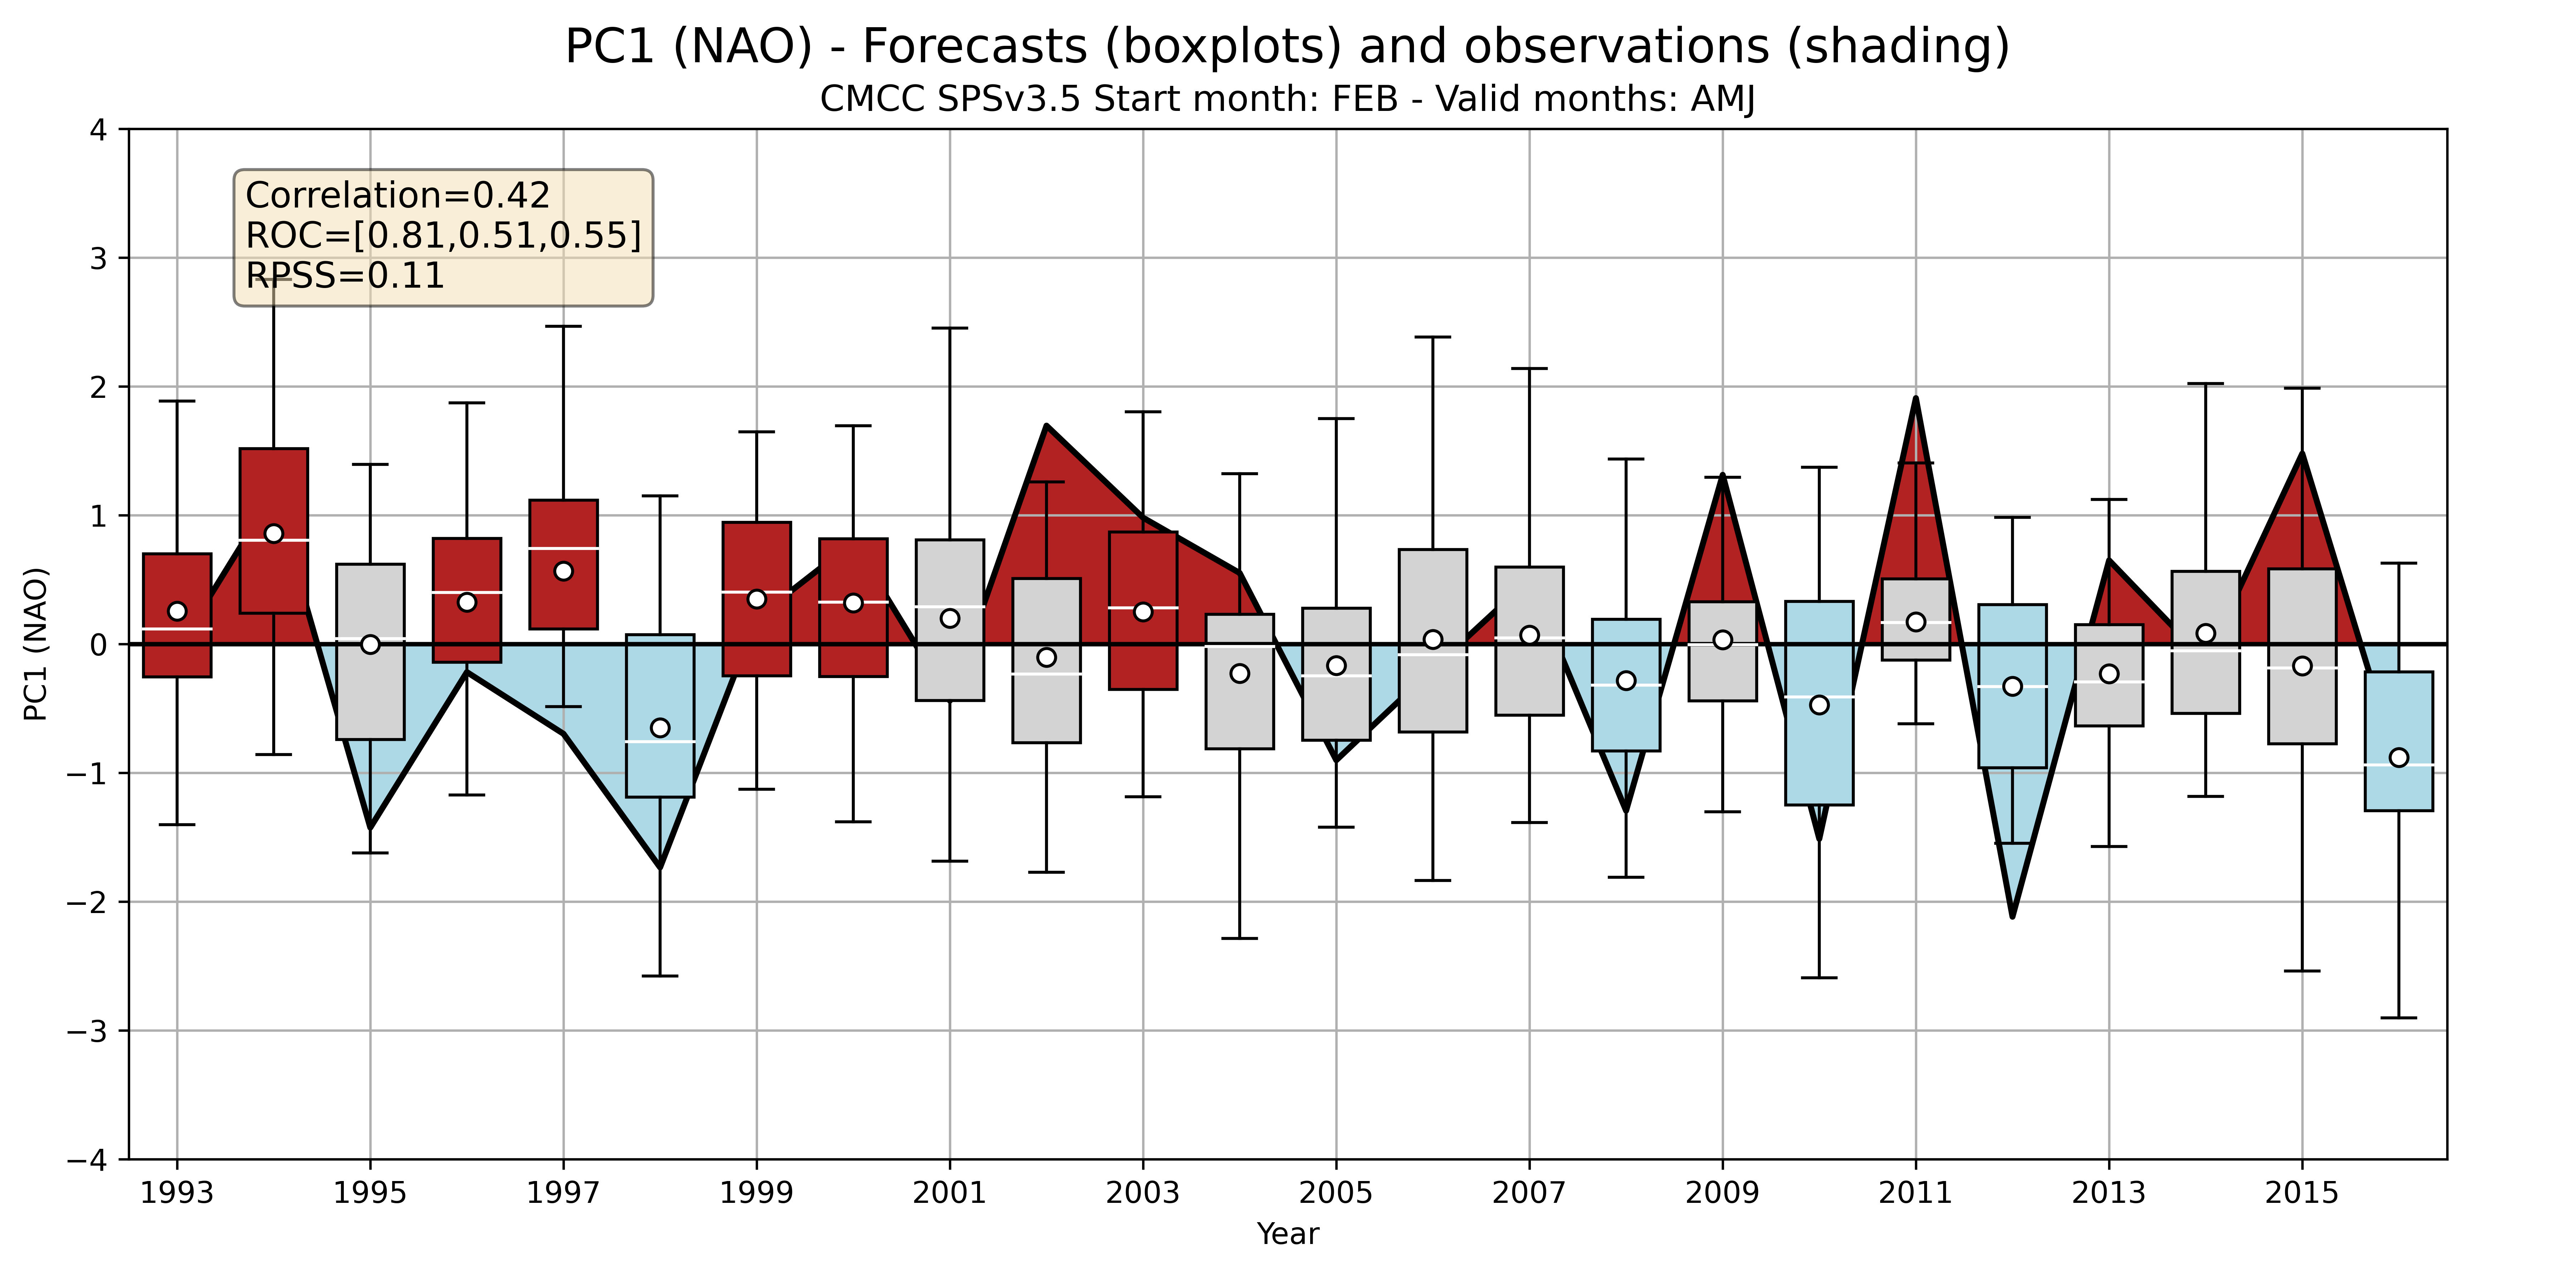 PC1 (NAO) - Forecasts (boxplots) and observations (shading)
CMCC SPSv3.5 Start month: FEB - Valid months: AMJ
Correlation=0.42
ROC=[0.81,0.51,0.55]
RPSS=0.11
PC1 (NAO)
4
3
2
1
0
−1
−2
−3
−4
1993 1995 1997 1999 2001 2003 2005 2007 2009 2011 2013 2015
Year